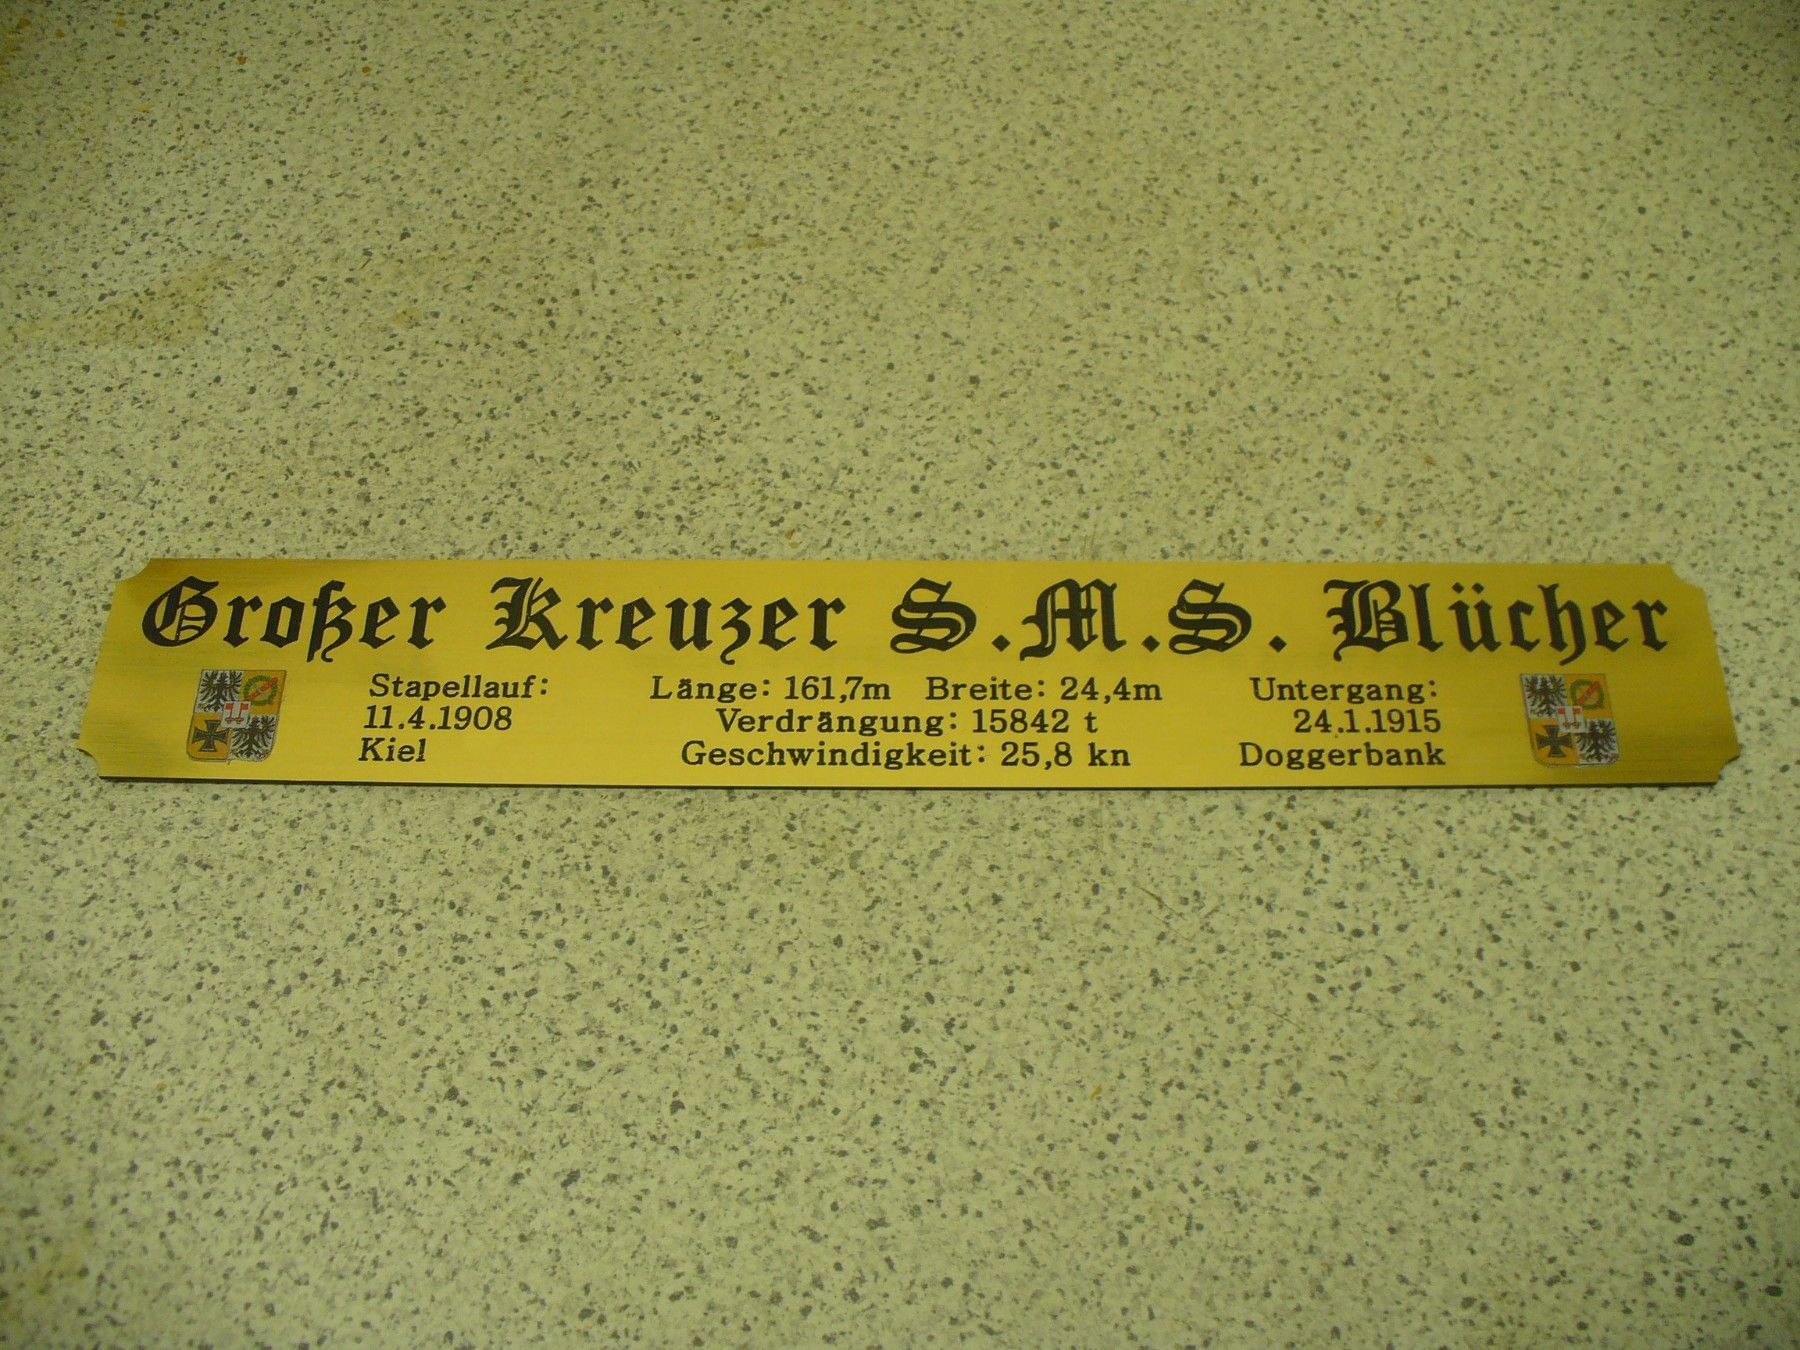 Großer Kreuzer S.M.S. Blücher
Stapellauf: Länge: 161,7m Breite: 24,4m Untergang:
11.4.1908 Verdrängung: 15842 t 24.1.1915
Kiel Geschwindigkeit: 25,8 kn Doggerbank